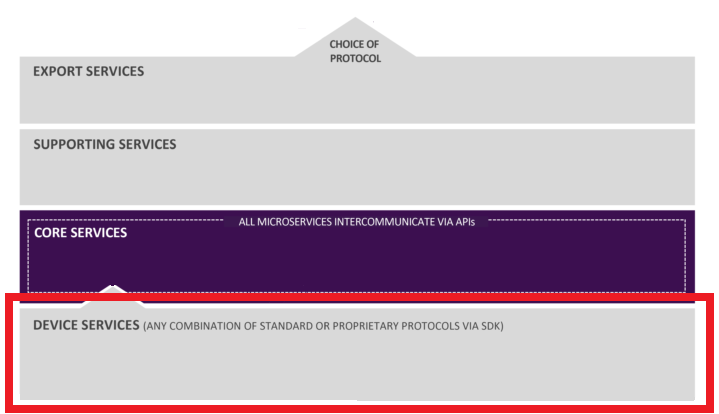 CHOICE OF
PROTOCOL
EXPORT SERVICES
SUPPORTING SERVICES
ALL MICROSERVICES INTERCOMMUNICATE VIA APIs
CORE SERVICES
DEVICE SERVICES (ANY COMBINATION OF STANDARD OR PROPRIETARY PROTOCOLS VIA SDK)